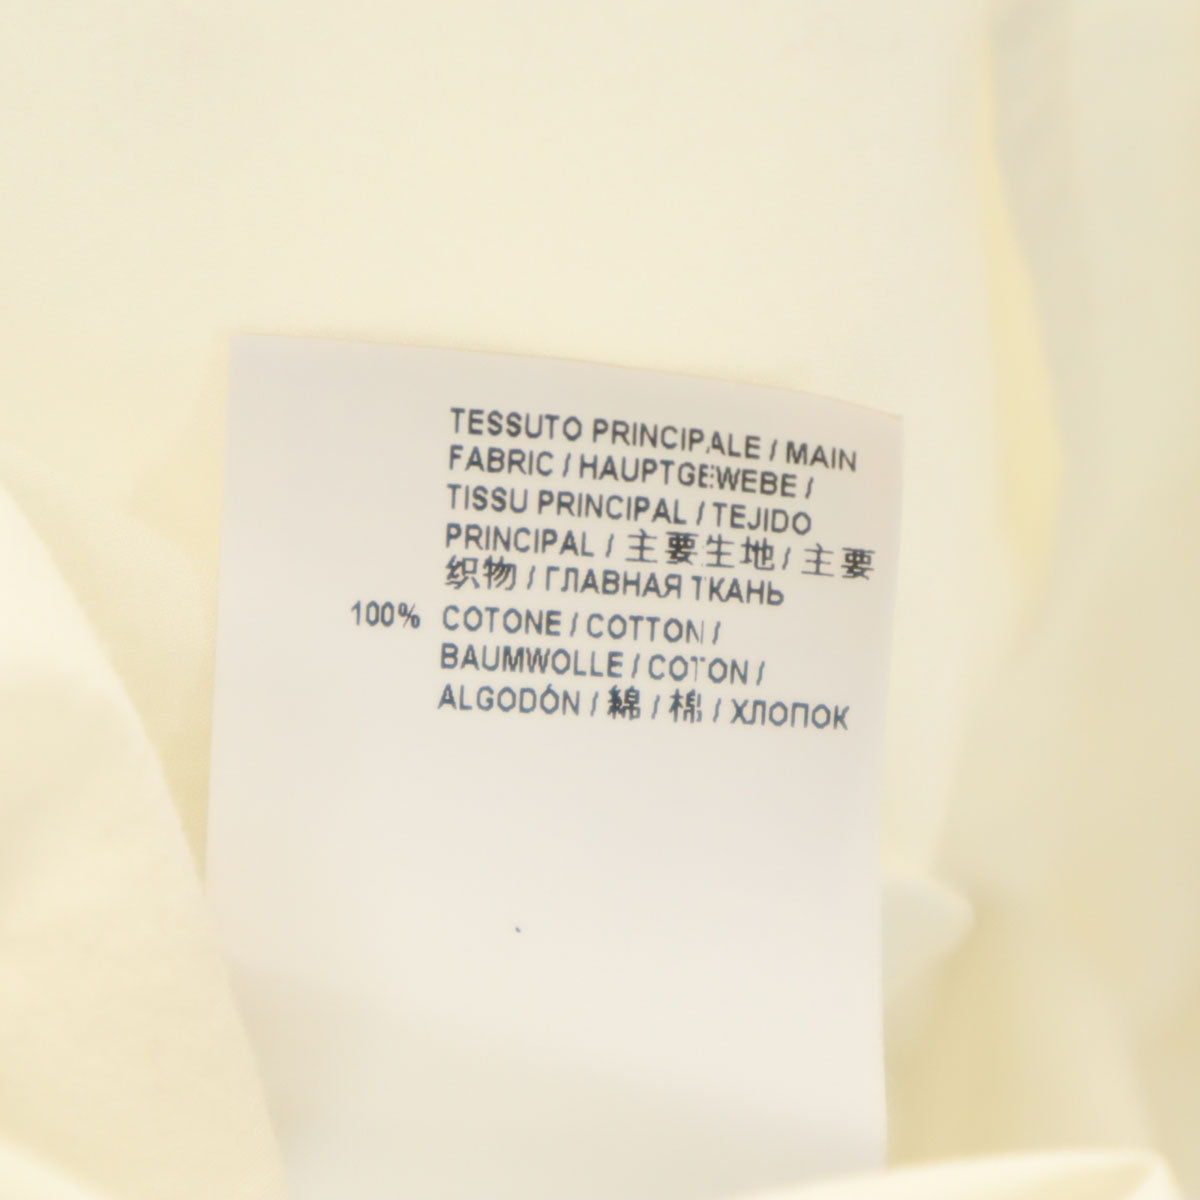 TESSUTO PRINCIPALE / MAIN
FABRIC / HAUPTGEWEBE /
TISSU PRINCIPAL / TEJIDO
PRINCIPAL / 主要生地 / 主要
织物 / ГЛАВНАЯ ТКАНЬ
100% COTONE / COTTON /
BAUMWOLLE / COTON /
ALGODÓN / 綿 / 棉 / ХЛОПОК